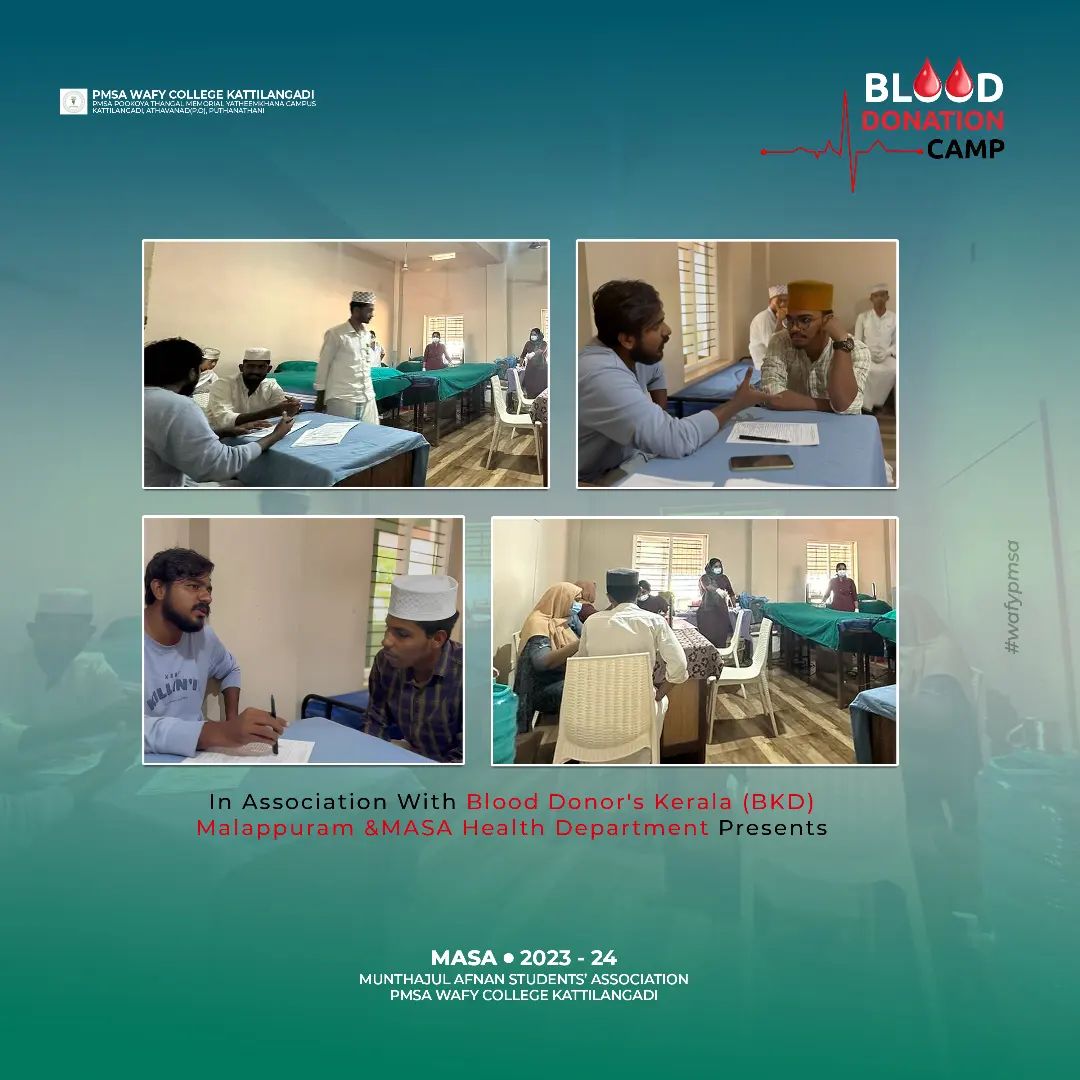 PMSA WAFY COLLEGE KATTILANGADI
PMSA POOKOYA THANGAL MEMORIAL YATHEEMKHANA CAMPUS
KATTILANGADI, ATHAVANAD(P.O), PUTHANATHANI
BLOOD
DONATION
CAMP
#wafypmsa
In Association With Blood Donor's Kerala (BKD)
Malappuram &MASA Health Department Presents
MASA • 2023 - 24
MUNTHAJUL AFNAN STUDENTS' ASSOCIATION
PMSA WAFY COLLEGE KATTILANGADI